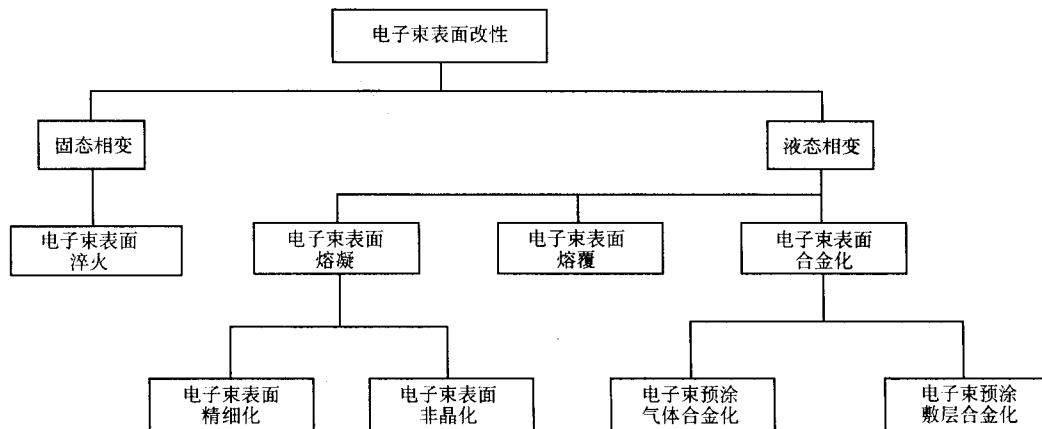 电子束表面改性
固态相变
液态相变
电子束表面
淬火
电子束表面
熔凝
电子束表面
熔覆
电子束表面
合金化
电子束表面
精细化
电子束表面
非晶化
电子束预涂
气体合金化
电子束预涂
敷层合金化